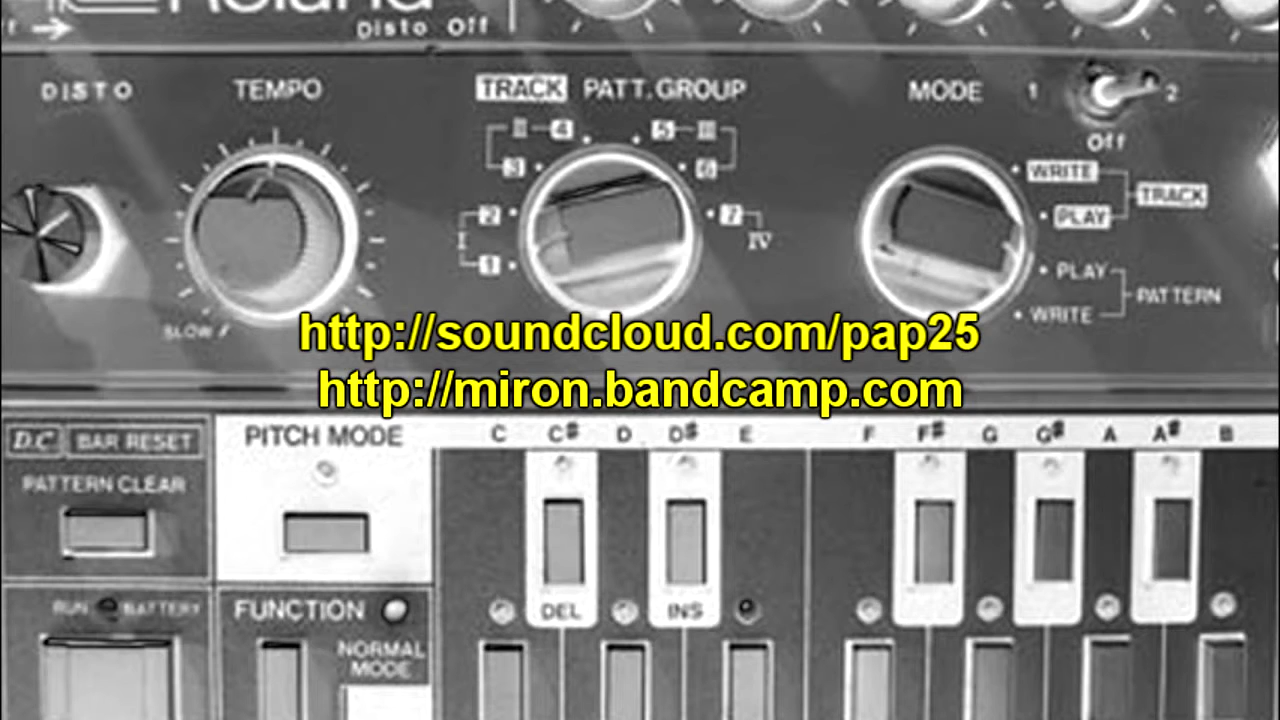 Roland
Disto Off
DISTO
TEMPO
TRACK PATT. GROUP
MODE
1
2
Off
II 4
5 III
3
6
WRITE
TRACK
PLAY
2
7
I
IV
1
PLAY
PATTERN
WRITE
SLOW
http://soundcloud.com/pap25
http://miron.bandcamp.com
D.C. BAR RESET
PITCH MODE
C C# D D# E F F# G G# A A# B
PATTERN CLEAR
RUN BATTERY
FUNCTION
DEL
INS
NORMAL
MODE